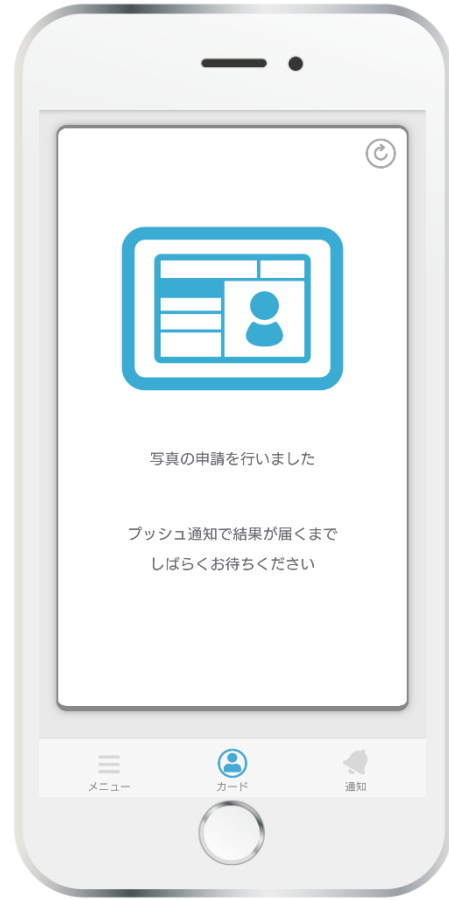 写真の申請を行いました
プッシュ通知で結果が届くまで
しばらくお待ちください
メニュー
カード
通知